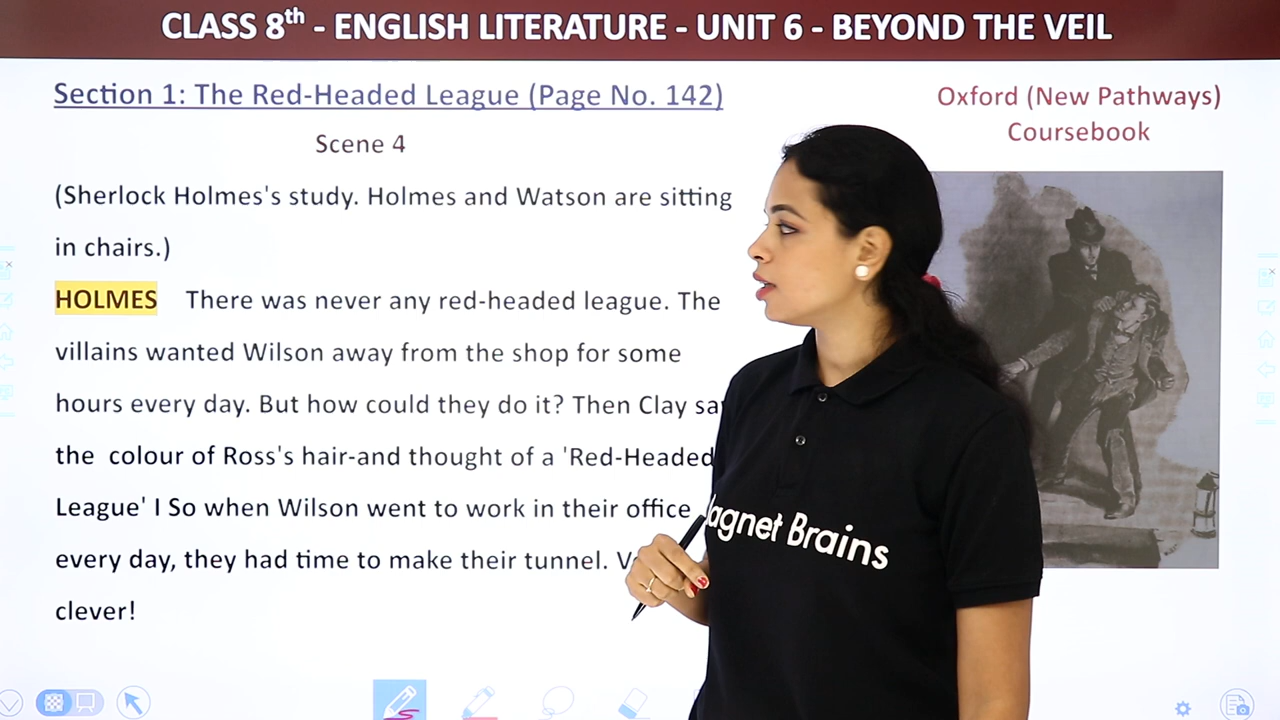 CLASS 8th - ENGLISH LITERATURE - UNIT 6 - BEYOND THE VEIL
Section 1: The Red-Headed League (Page No. 142)
Oxford (New Pathways)
Coursebook
Scene 4
(Sherlock Holmes's study. Holmes and Watson are sitting
in chairs.)
HOLMES There was never any red-headed league. The
villains wanted Wilson away from the shop for some
hours every day. But how could they do it? Then Clay
the colour of Ross's hair-and thought of a 'Red-Headed
League' I So when Wilson went to work in their office
every day, they had time to make their tunnel.
clever!
Magnet Brains